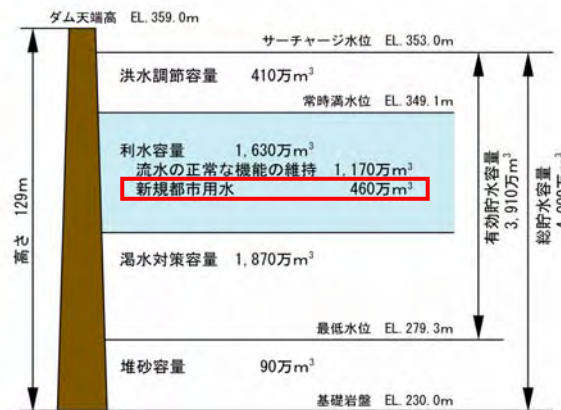 ダム天端高 EL.359.0m
サーチャージ水位 EL.353.0m
洪水調節容量 410万m³
常時満水位 EL.349.1m
利水容量 1,630万m³
流水の正常な機能の維持 1,170万m³
新規都市用水 460万m³
渇水対策容量 1,870万m³
最低水位 EL.279.3m
堆砂容量 90万m³
基礎岩盤 EL.230.0m
高さ 129m
有効貯水容量
3,910万m³
総貯水容量